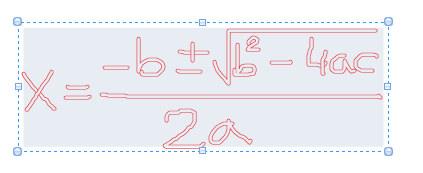 x = (-b ± √(b² - 4ac)) / 2a